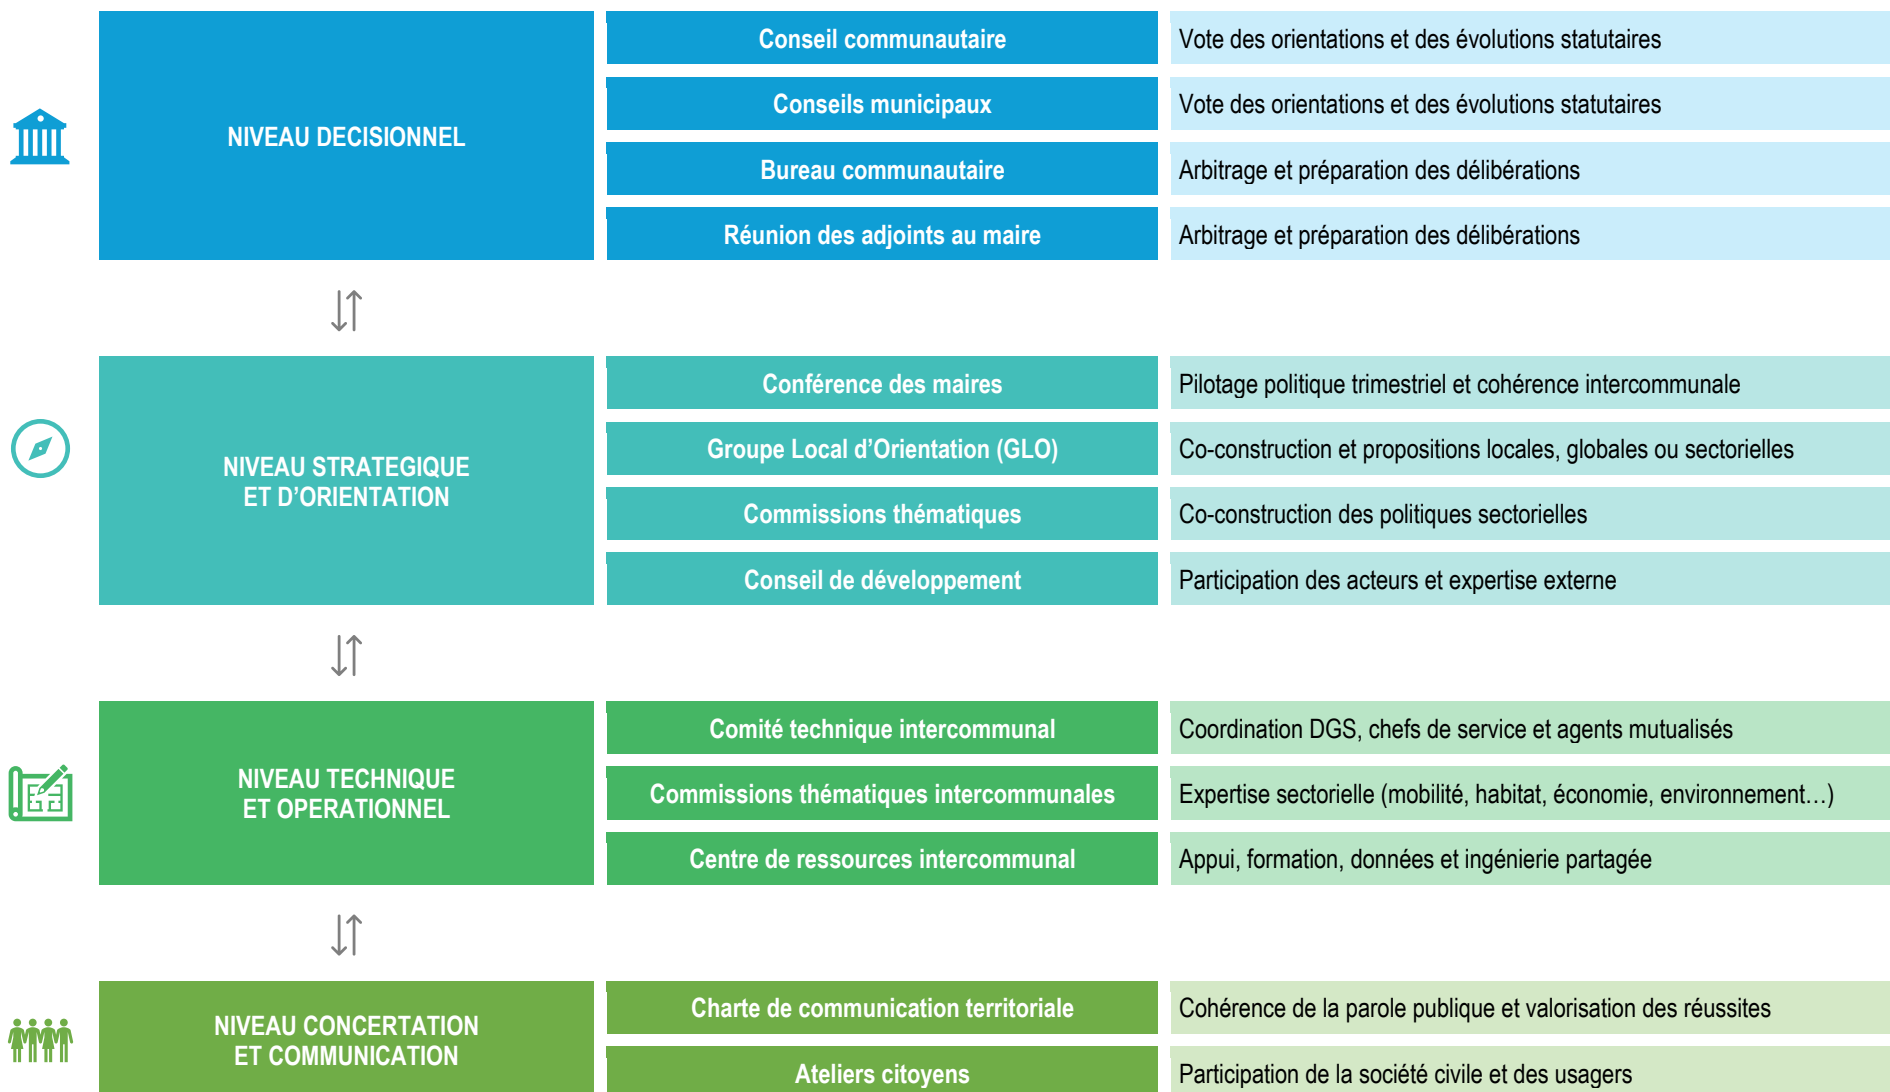 NIVEAU DECISIONNEL
Conseil communautaire
Vote des orientations et des évolutions statutaires
Conseils municipaux
Vote des orientations et des évolutions statutaires
Bureau communautaire
Arbitrage et préparation des délibérations
Réunion des adjoints au maire
Arbitrage et préparation des délibérations
NIVEAU STRATEGIQUE
ET D’ORIENTATION
Conférence des maires
Pilotage politique trimestriel et cohérence intercommunale
Groupe Local d’Orientation (GLO)
Co-construction et propositions locales, globales ou sectorielles
Commissions thématiques
Co-construction des politiques sectorielles
Conseil de développement
Participation des acteurs et expertise externe
NIVEAU TECHNIQUE
ET OPERATIONNEL
Comité technique intercommunal
Coordination DGS, chefs de service et agents mutualisés
Commissions thématiques intercommunales
Expertise sectorielle (mobilité, habitat, économie, environnement…)
Centre de ressources intercommunal
Appui, formation, données et ingénierie partagée
NIVEAU CONCERTATION
ET COMMUNICATION
Charte de communication territoriale
Cohérence de la parole publique et valorisation des réussites
Ateliers citoyens
Participation de la société civile et des usagers